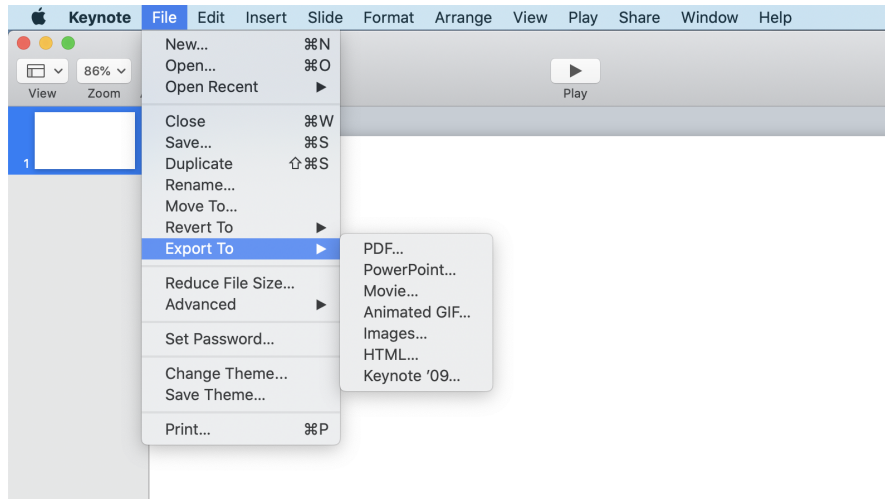 Keynote File Edit Insert Slide Format Arrange View Play Share Window Help
86%
View Zoom
Play
1
New... ⌘N
Open... ⌘O
Open Recent ▶
Close ⌘W
Save... ⌘S
Duplicate ⇧⌘S
Rename...
Move To...
Revert To ▶
Export To ▶
Reduce File Size...
Advanced ▶
Set Password...
Change Theme...
Save Theme...
Print... ⌘P
PDF...
PowerPoint...
Movie...
Animated GIF...
Images...
HTML...
Keynote ’09...